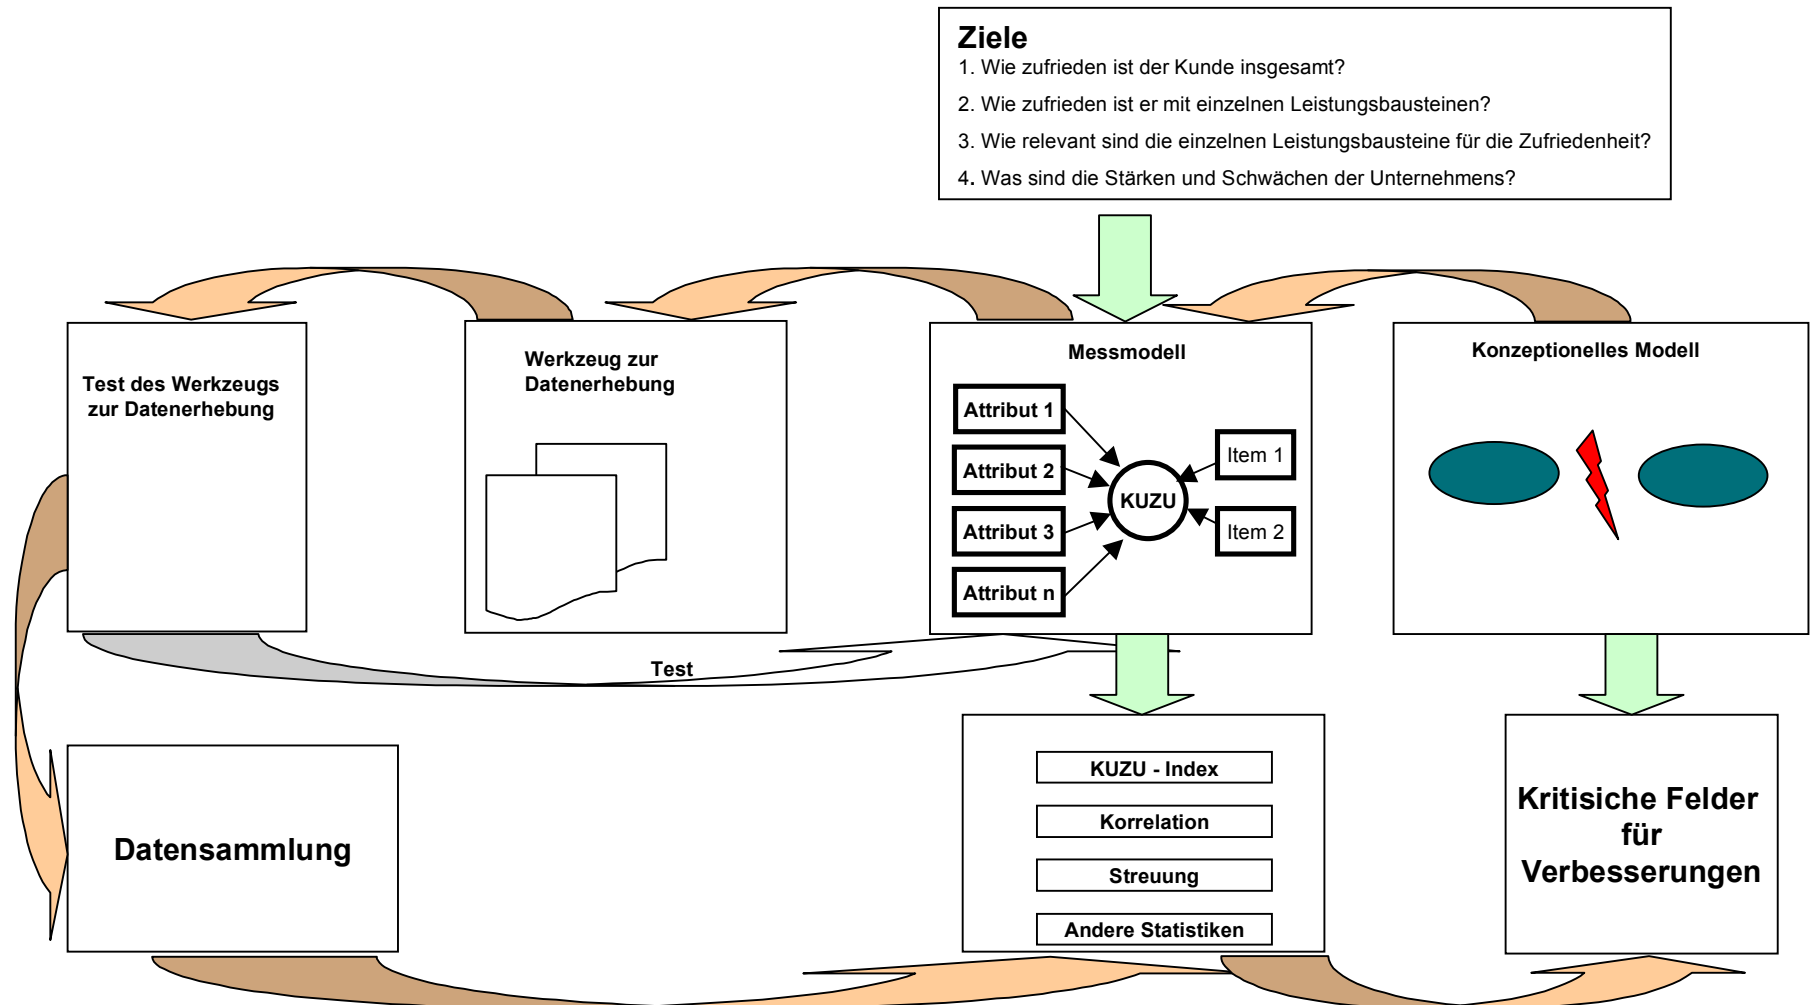 Ziele
1. Wie zufrieden ist der Kunde insgesamt?
2. Wie zufrieden ist er mit einzelnen Leistungsbausteinen?
3. Wie relevant sind die einzelnen Leistungsbausteine für die Zufriedenheit?
4. Was sind die Stärken und Schwächen der Unternehmens?
Test des Werkzeugs
zur Datenerhebung
Werkzeug zur
Datenerhebung
Messmodell
Attribut 1
Attribut 2
Attribut 3
Attribut n
KUZU
Item 1
Item 2
Konzeptionelles Modell
Test
Datensammlung
KUZU - Index
Korrelation
Streuung
Andere Statistiken
Kritisiche Felder
für
Verbesserungen